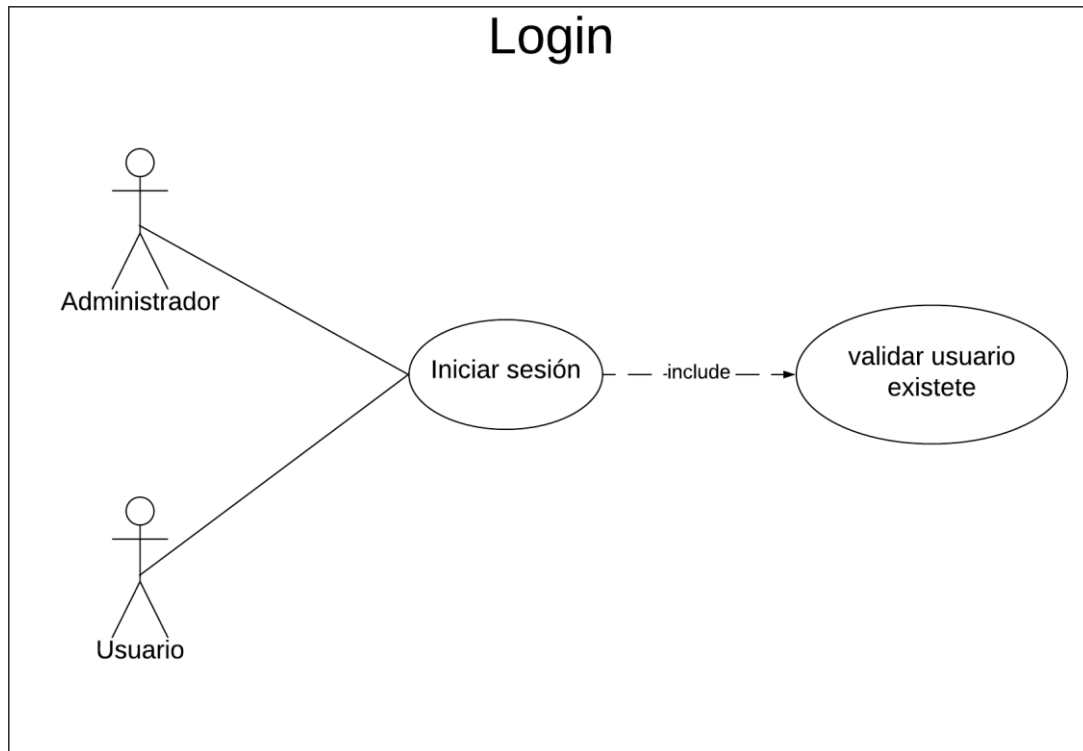 Login
Administrador
Iniciar sesión
-include
validar usuario
existete
Usuario